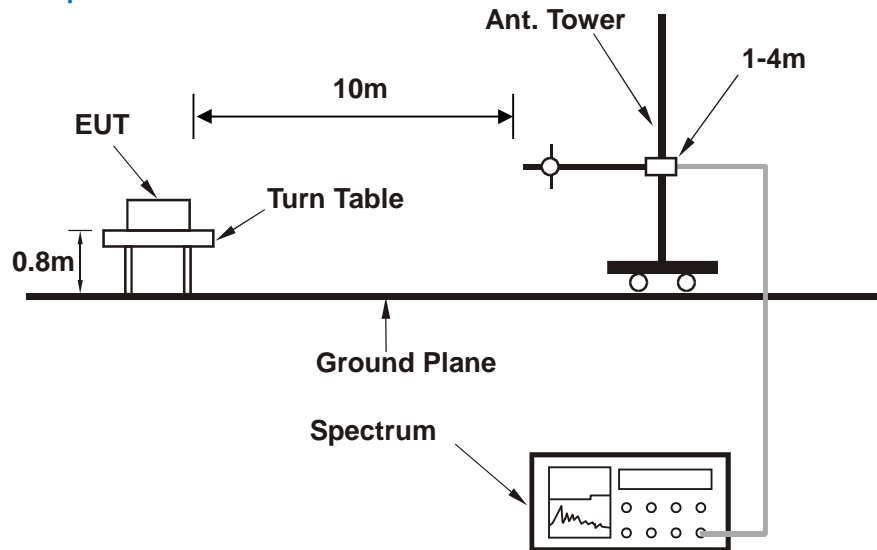 Ant. Tower
1-4m
10m
EUT
Turn Table
0.8m
Ground Plane
Spectrum